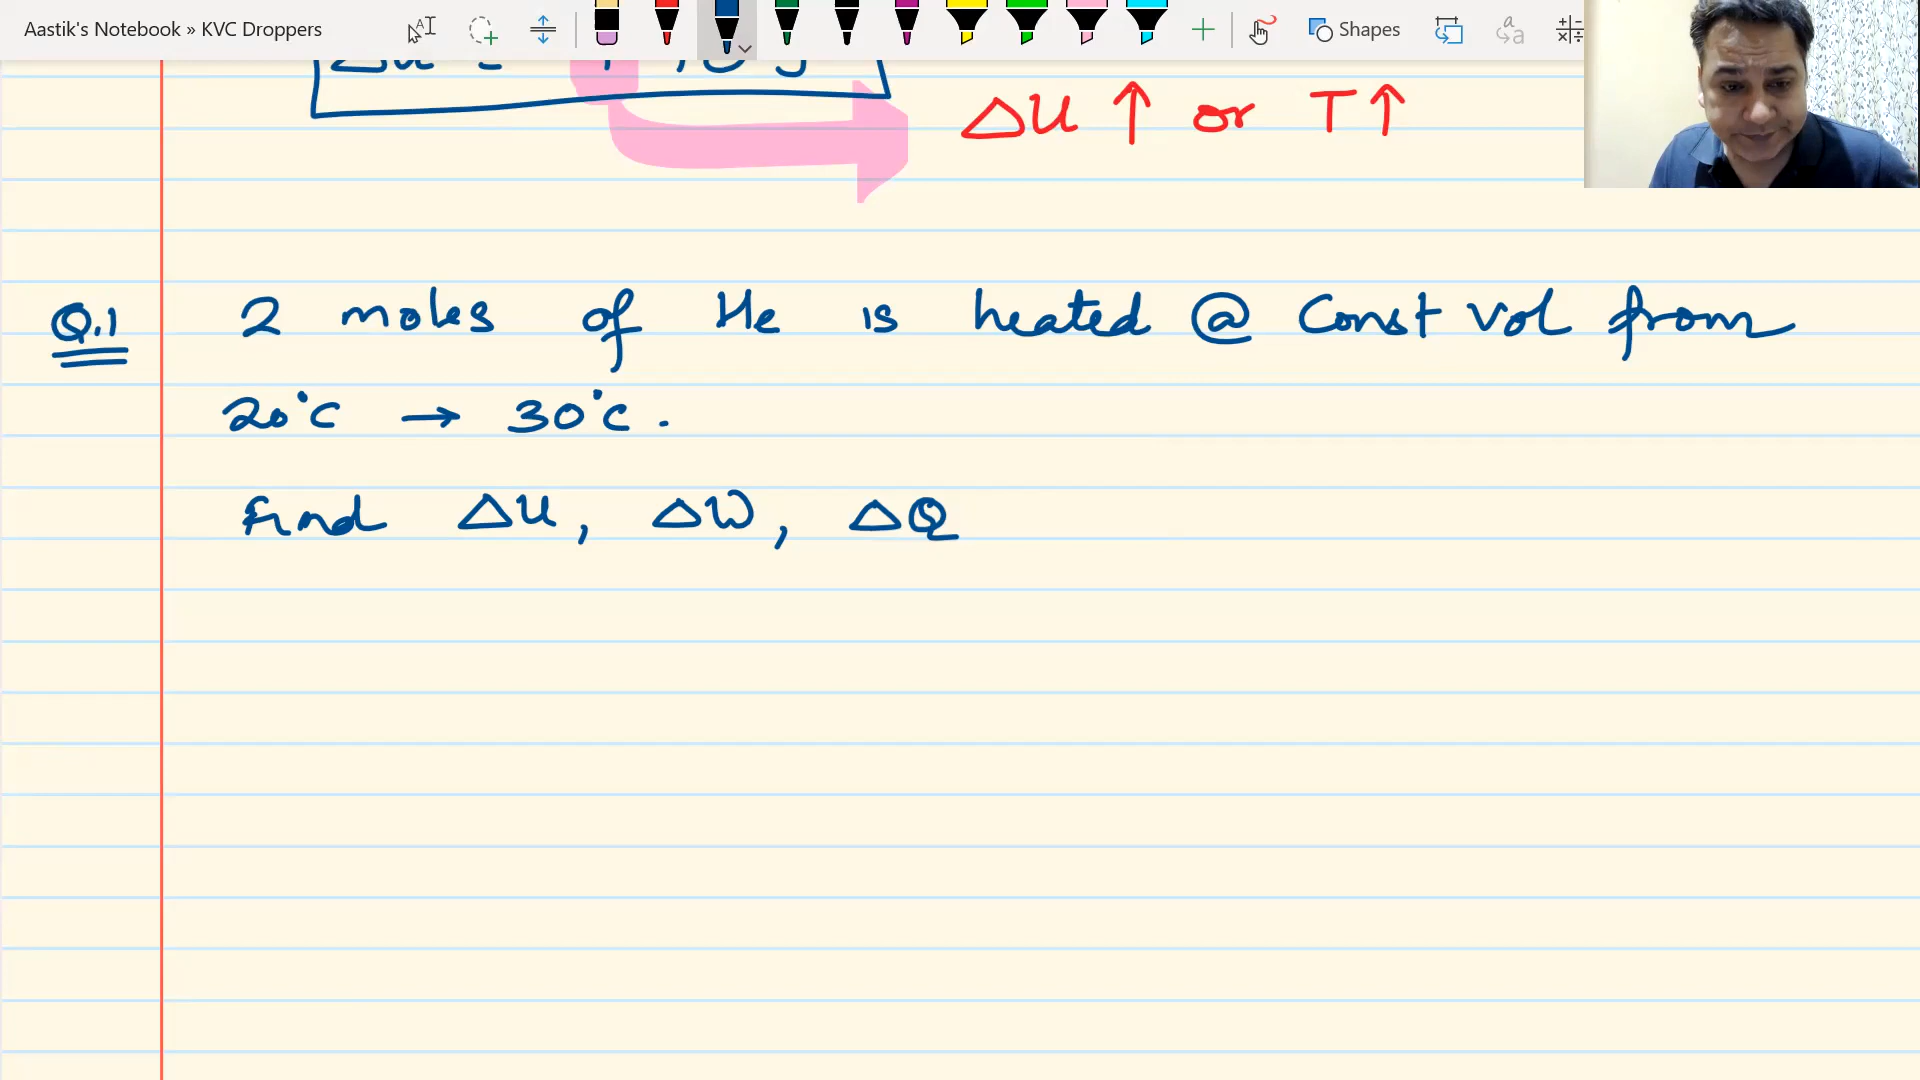 Aastik's Notebook » KVC Droppers
Shapes
ΔU ↑ or T↑
Q.1 2 moles of He is heated @ Const Vol from
20°C → 30°C.
Find ΔU, ΔW, ΔQ